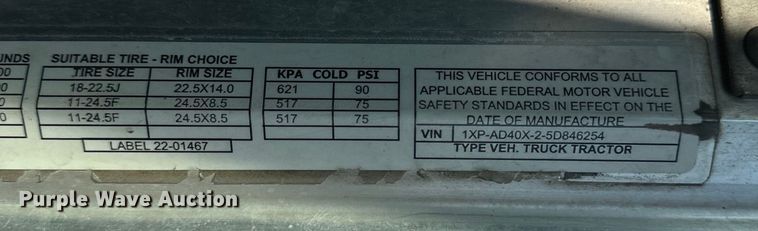 UNDS
SUITABLE TIRE - RIM CHOICE
TIRE SIZE RIM SIZE
18-22.5J 22.5X14.0
11-24.5F 24.5X8.5
11-24.5F 24.5X8.5
LABEL 22-01467
KPA COLD PSI
621 90
517 75
517 75
THIS VEHICLE CONFORMS TO ALL
APPLICABLE FEDERAL MOTOR VEHICLE
SAFETY STANDARDS IN EFFECT ON THE
DATE OF MANUFACTURE
VIN 1XP-AD40X-2-5D846254
TYPE VEH. TRUCK TRACTOR
Purple Wave Auction